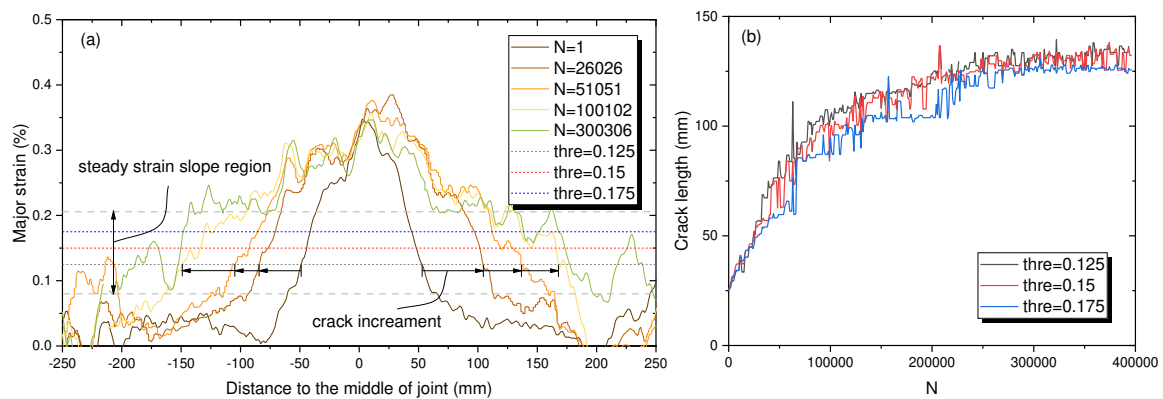 (a)
0.5
0.4
0.3
0.2
0.1
0.0
Major strain (%)
N=1
N=26026
N=51051
N=100102
N=300306
thre=0.125
thre=0.15
thre=0.175
steady strain slope region
crack increament
-250 -200 -150 -100 -50 0 50 100 150 200 250
Distance to the middle of joint (mm)
(b)
150
100
50
0
Crack length (mm)
thre=0.125
thre=0.15
thre=0.175
0 100000 200000 300000 400000
N